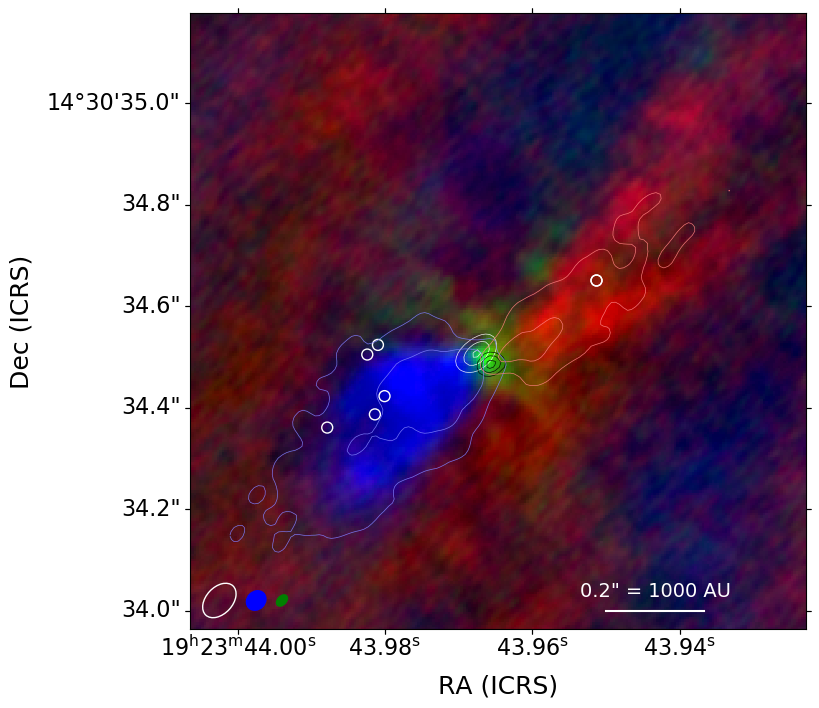 14°30'35.0"
34.8"
34.6"
34.4"
34.2"
34.0"
Dec (ICRS)
0.2" = 1000 AU
19ʰ23ᵐ44.00ˢ 43.98ˢ 43.96ˢ 43.94ˢ
RA (ICRS)